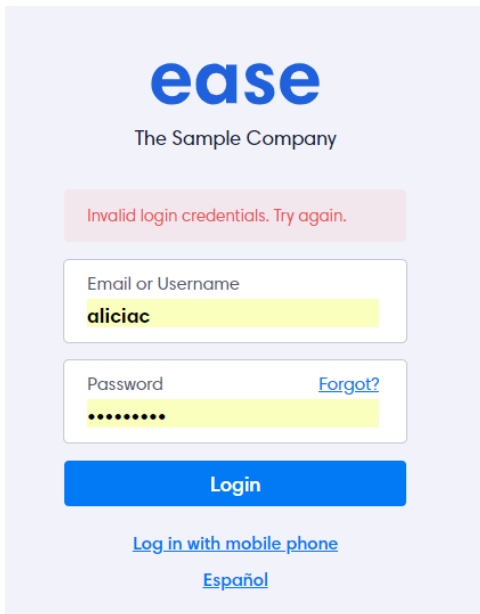 ease
The Sample Company
Invalid login credentials. Try again.
Email or Username
aliciac
Password Forgot?
•••••••••
Login
Log in with mobile phone
Español